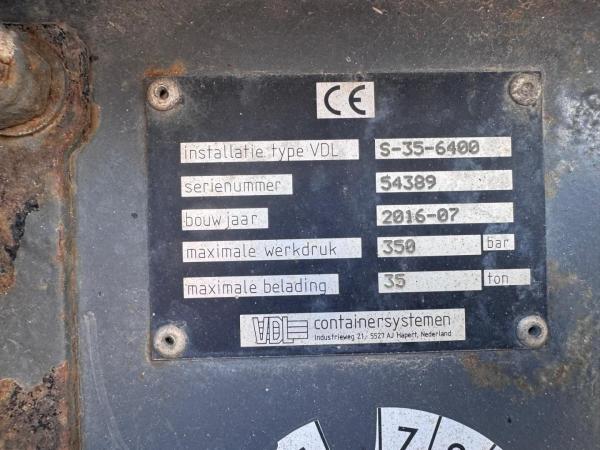 CE
installatie type VDL S-35-6400
serienummer 54389
bouwjaar 2016-07
maximale werkdruk 350 bar
maximale belading 35 ton
VDL containersystemen
Industrieweg 21,- 5527 AJ Hapert, Nederland
7